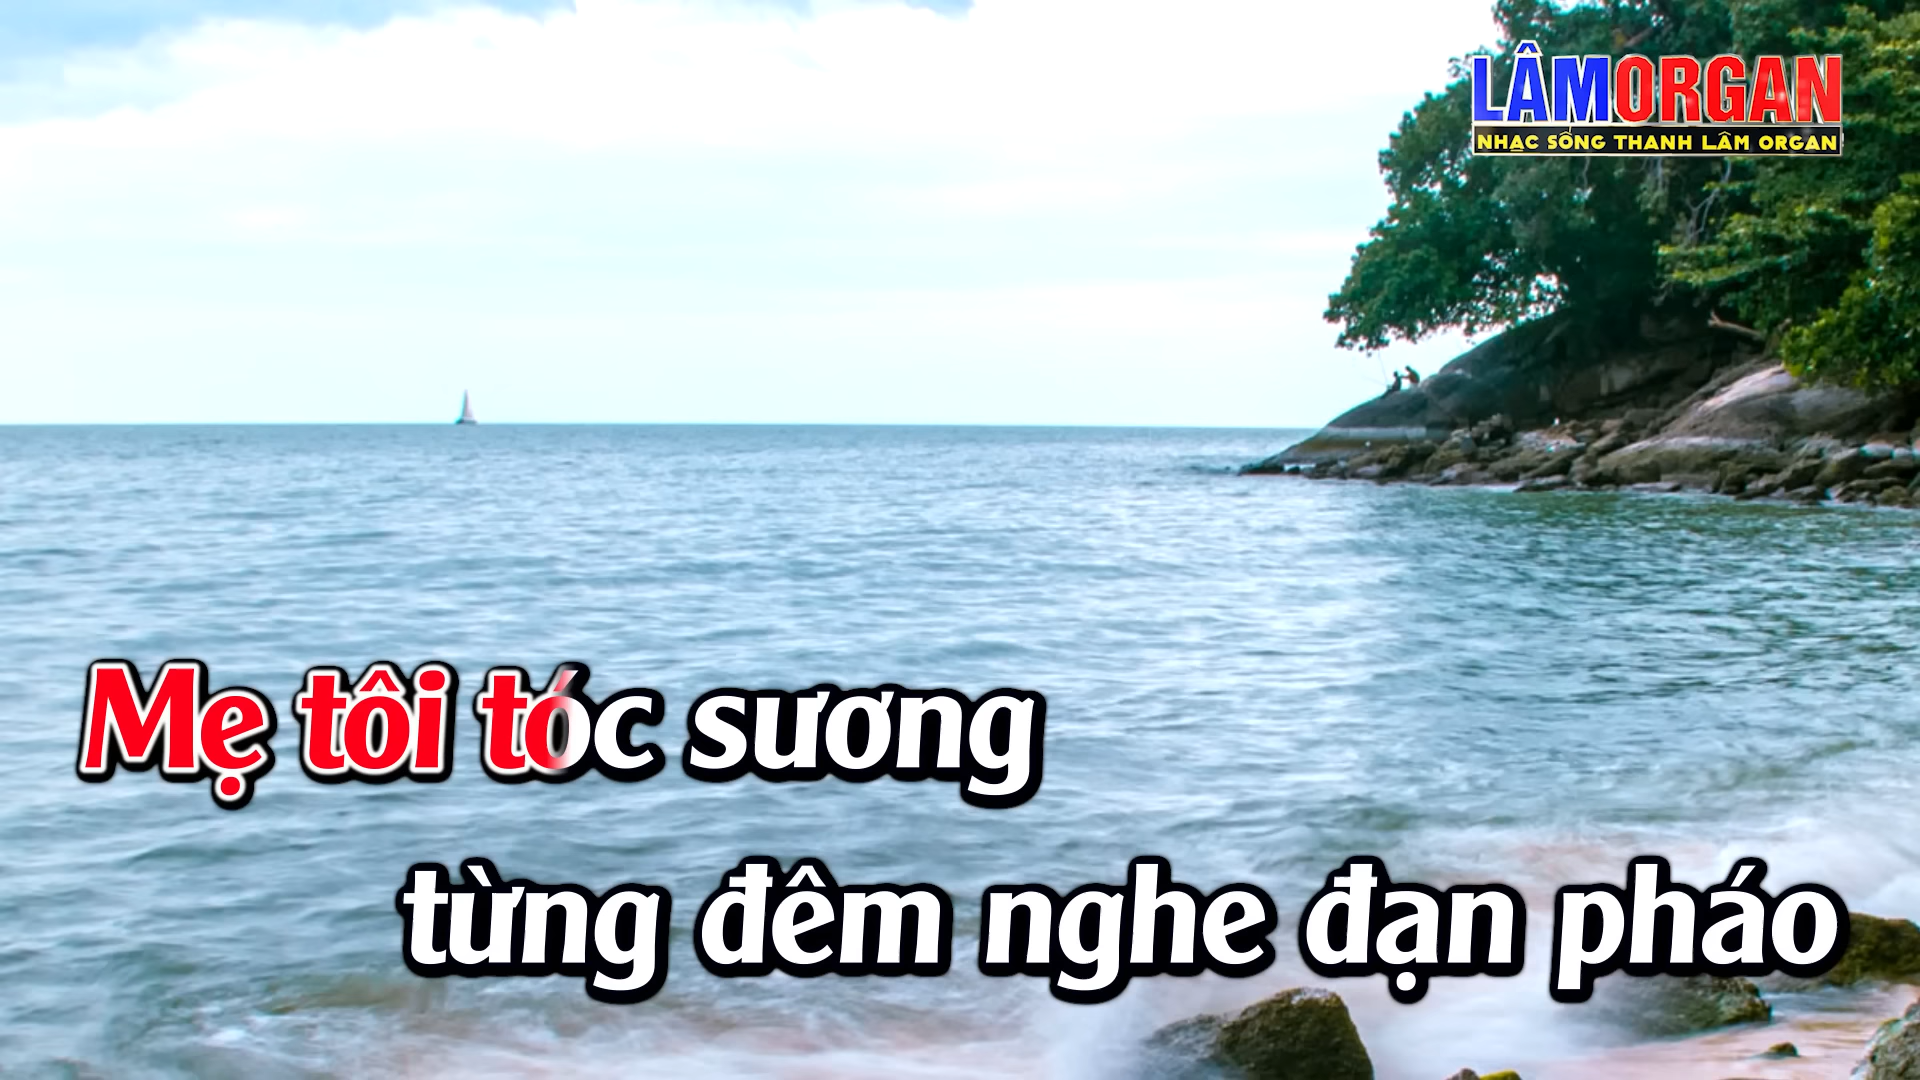 LÂMORGAN
NHẠC SỐNG THANH LÂM ORGAN
Mẹ tôi tóc sương
từng đêm nghe đạn pháo